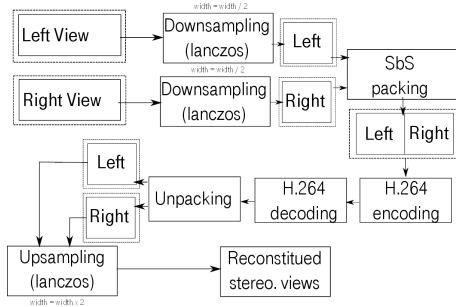 width = width / 2
Left View
Downsampling
(lanczos)
Left
width = width / 2
Right View
Downsampling
(lanczos)
Right
SbS
packing
Left
Right
Left
Right
Unpacking
H.264
decoding
H.264
encoding
Upsampling
(lanczos)
width = width x 2
Reconstitued
stereo. views